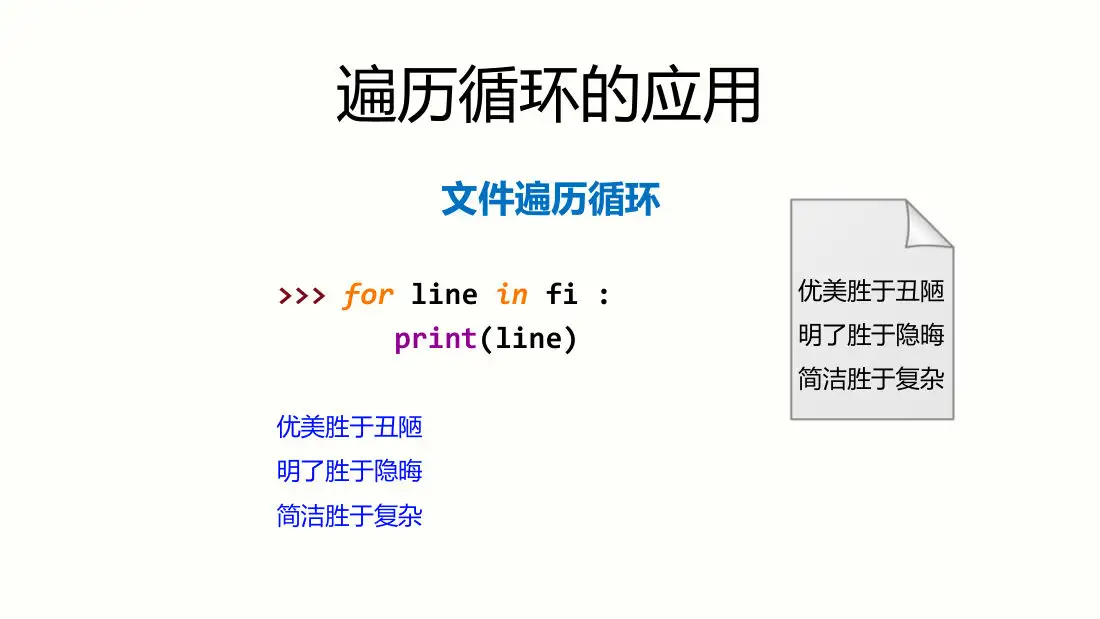 遍历循环的应用
文件遍历循环
>>> for line in fi :
print(line)
优美胜于丑陋
明了胜于隐晦
简洁胜于复杂
优美胜于丑陋
明了胜于隐晦
简洁胜于复杂